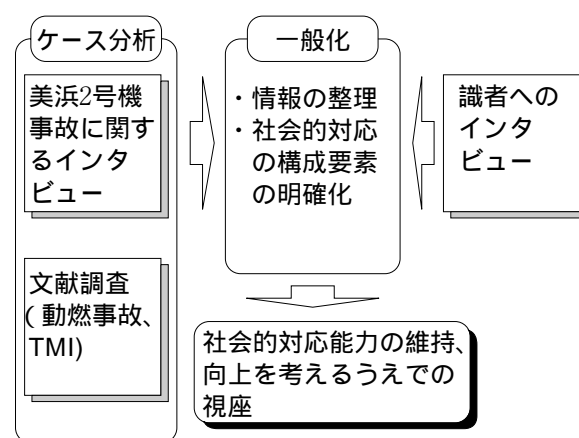 ケース分析
美浜2号機
事故に関す
るインタ
ビュー
文献調査
(動燃事故、
TMI)
一般化
・情報の整理
・社会的対応
の構成要素
の明確化
識者への
インタ
ビュー
社会的対応能力の維持、
向上を考えるうえでの
視座